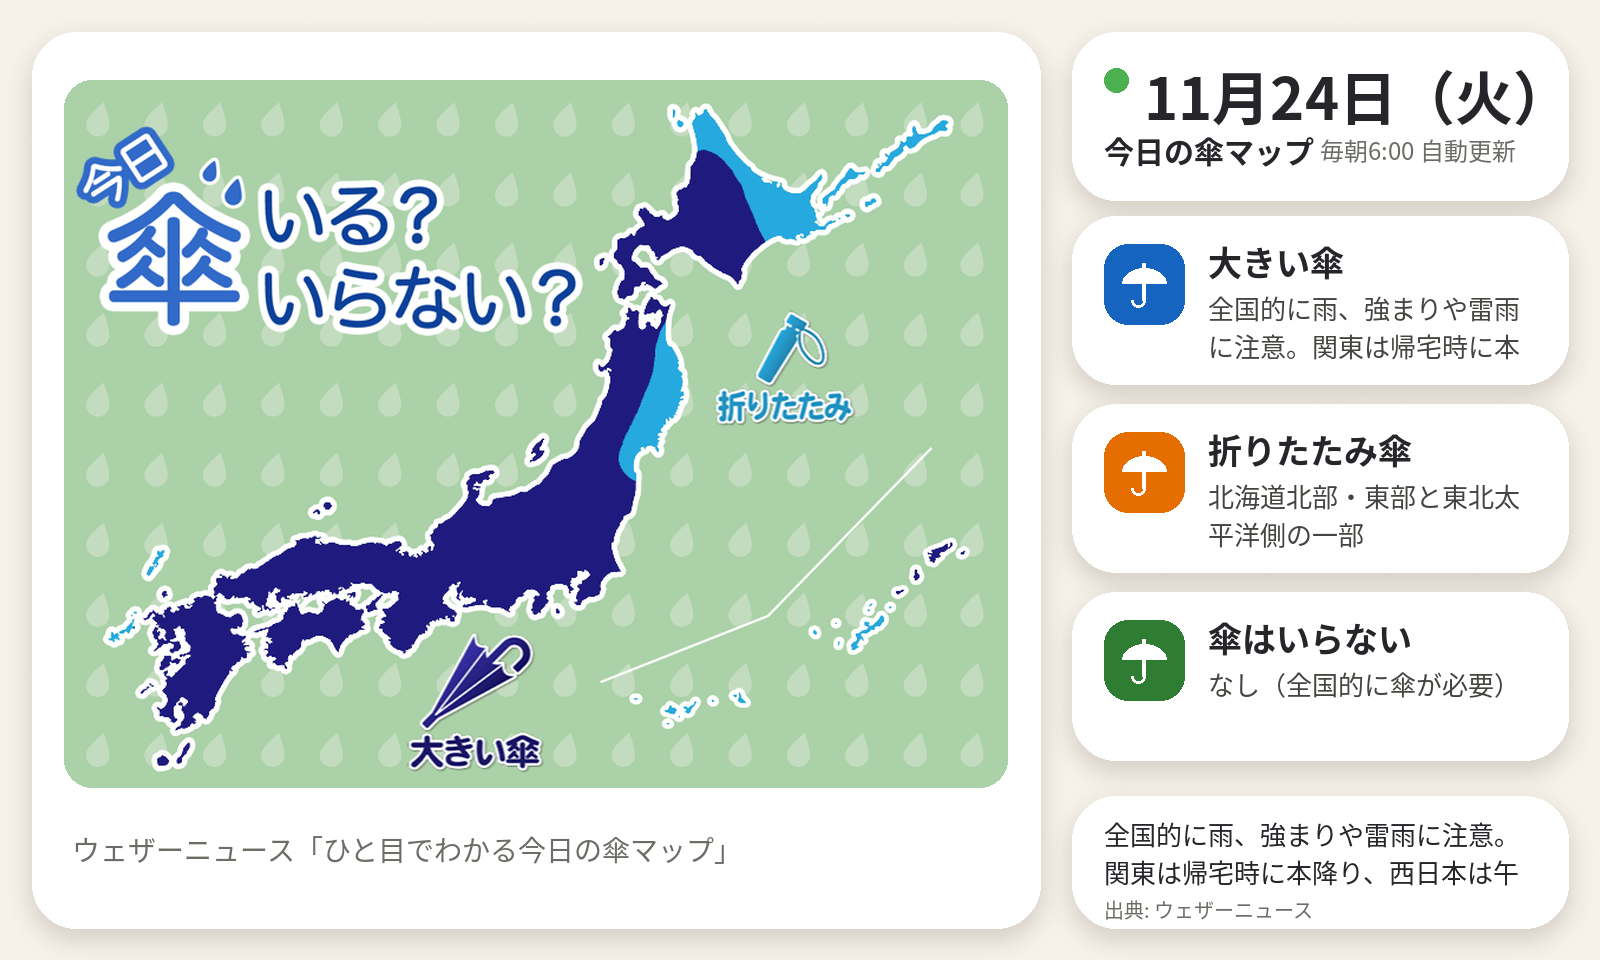 今日
傘いる？
いらない？
折りたたみ
大きい傘
ウェザーニュース「ひと目でわかる今日の傘マップ」
11月24日（火）
今日の傘マップ 毎朝6:00 自動更新
大きい傘
全国的に雨、強まりや雷雨
に注意。関東は帰宅時に本
折りたたみ傘
北海道北部・東部と東北太
平洋側の一部
傘はいらない
なし（全国的に傘が必要）
全国的に雨、強まりや雷雨に注意。
関東は帰宅時に本降り、西日本は午
出典: ウェザーニュース